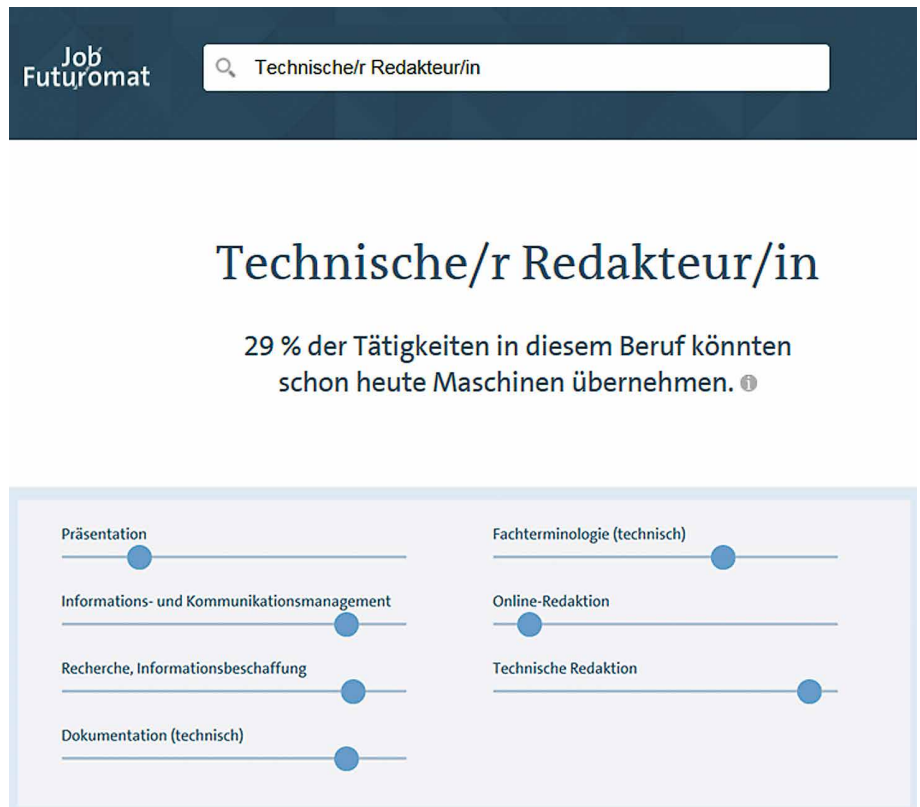 Job
Futuromat
Technische/r Redakteur/in
Technische/r Redakteur/in
29 % der Tätigkeiten in diesem Beruf könnten
schon heute Maschinen übernehmen. i
Präsentation
Informations- und Kommunikationsmanagement
Recherche, Informationsbeschaffung
Dokumentation (technisch)
Fachterminologie (technisch)
Online-Redaktion
Technische Redaktion